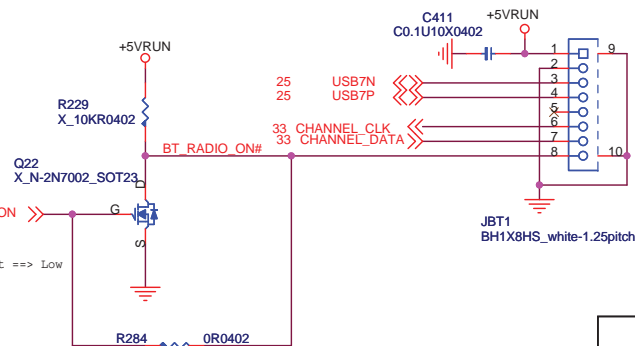 C411
C0.1U10X0402
+5VRUN
+5VRUN
1
9
2
25 USB7N
3
25 USB7P
4
R229
X_10KR0402
5
33 CHANNEL_CLK
6
33 CHANNEL_DATA
7
BT_RADIO_ON#
8
10
Q22
X_N-2N7002_SOT23
D
G
S
ON
JBT1
BH1X8HS_white-1.25pitch
t ==> Low
R284
0R0402